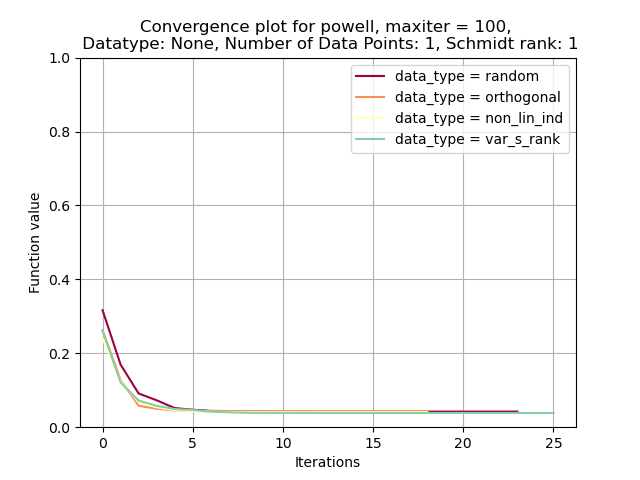 Convergence plot for powell, maxiter = 100,
Datatype: None, Number of Data Points: 1, Schmidt rank: 1
data_type = random
data_type = orthogonal
data_type = non_lin_ind
data_type = var_s_rank
Function value
1.0
0.8
0.6
0.4
0.2
0.0
0 5 10 15 20 25
Iterations